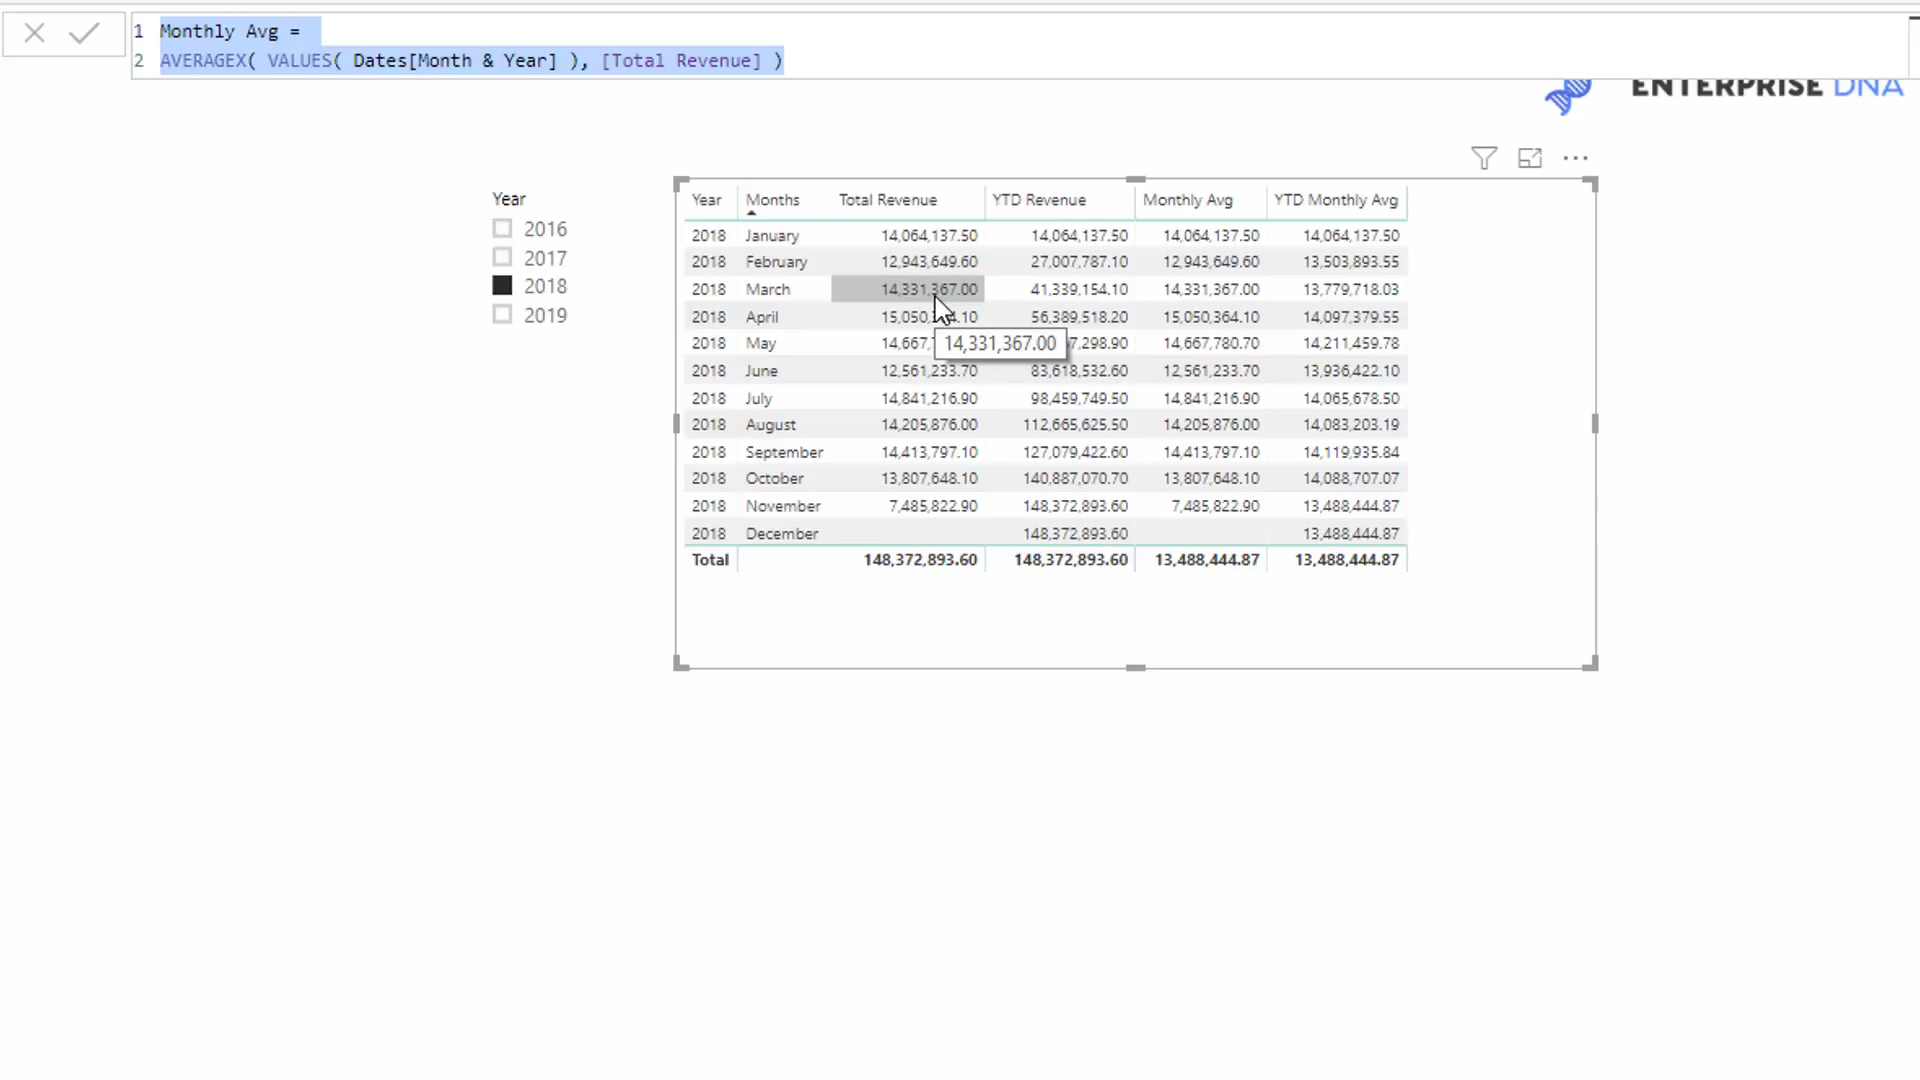 1 Monthly Avg =
2 AVERAGEX( VALUES( Dates[Month & Year] ), [Total Revenue] )
ENTERPRISE DNA
Year
2016
2017
2018
2019
Year Months Total Revenue YTD Revenue Monthly Avg YTD Monthly Avg
2018 January 14,064,137.50 14,064,137.50 14,064,137.50 14,064,137.50
2018 February 12,943,649.60 27,007,787.10 12,943,649.60 13,503,893.55
2018 March 14,331,367.00 41,339,154.10 14,331,367.00 13,779,718.03
2018 April 56,389,518.20 15,050,364.10 14,097,379.55
14,331,367.00
2018 May 14,667,780.70 14,211,459.78
2018 June 12,561,233.70 83,618,532.60 12,561,233.70 13,936,422.10
2018 July 14,841,216.90 98,459,749.50 14,841,216.90 14,065,678.50
2018 August 14,205,876.00 112,665,625.50 14,205,876.00 14,083,203.19
2018 September 14,413,797.10 127,079,422.60 14,413,797.10 14,119,935.84
2018 October 13,807,648.10 140,887,070.70 13,807,648.10 14,088,707.07
2018 November 7,485,822.90 148,372,893.60 7,485,822.90 13,488,444.87
2018 December 148,372,893.60 13,488,444.87
Total 148,372,893.60 148,372,893.60 13,488,444.87 13,488,444.87